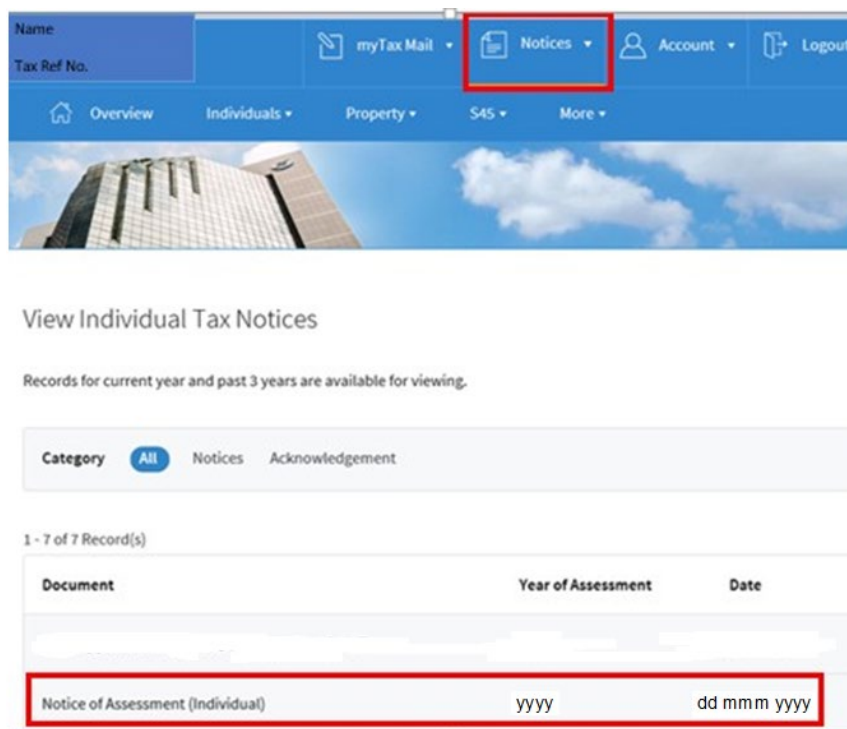 Name
Tax Ref No.
myTax Mail
Notices
Account
Logout
Overview
Individuals
Property
S45
More
View Individual Tax Notices
Records for current year and past 3 years are available for viewing.
Category All Notices Acknowledgement
1 - 7 of 7 Record(s)
Document Year of Assessment Date
Notice of Assessment (Individual) yyyy dd mmm yyyy